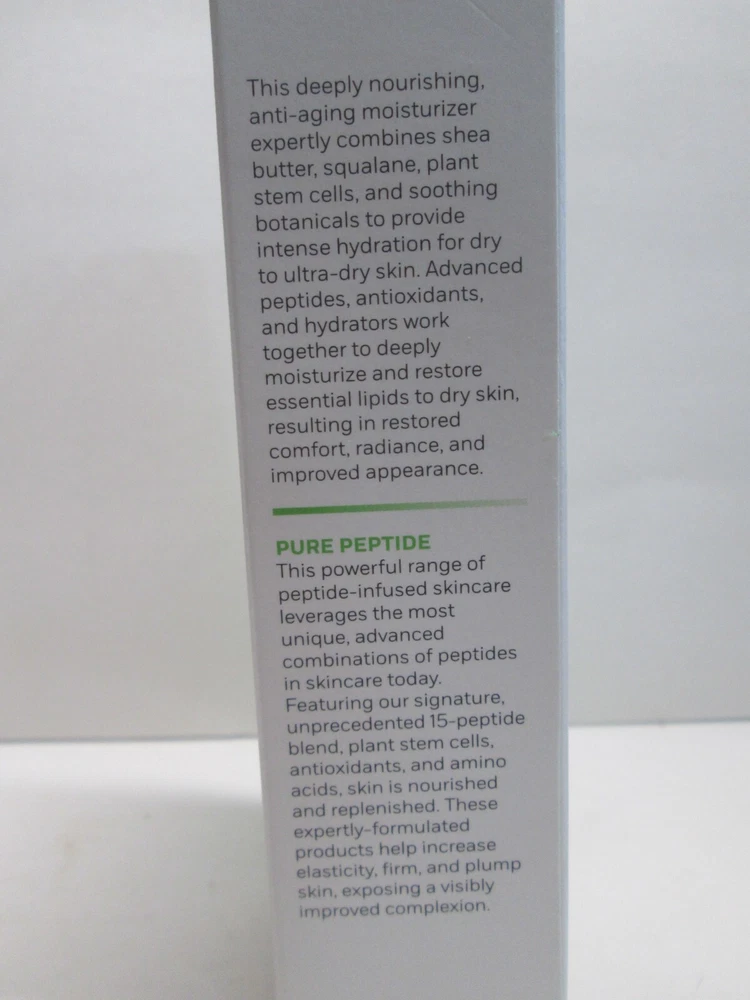 This deeply nourishing,
anti-aging moisturizer
expertly combines shea
butter, squalane, plant
stem cells, and soothing
botanicals to provide
intense hydration for dry
to ultra-dry skin. Advanced
peptides, antioxidants,
and hydrators work
together to deeply
moisturize and restore
essential lipids to dry skin,
resulting in restored
comfort, radiance, and
improved appearance.
PURE PEPTIDE
This powerful range of
peptide-infused skincare
leverages the most
unique, advanced
combinations of peptides
in skincare today.
Featuring our signature,
unprecedented 15-peptide
blend, plant stem cells,
antioxidants, and amino
acids, skin is nourished
and replenished. These
expertly-formulated
products help increase
elasticity, firm, and plump
skin, exposing a visibly
improved complexion.